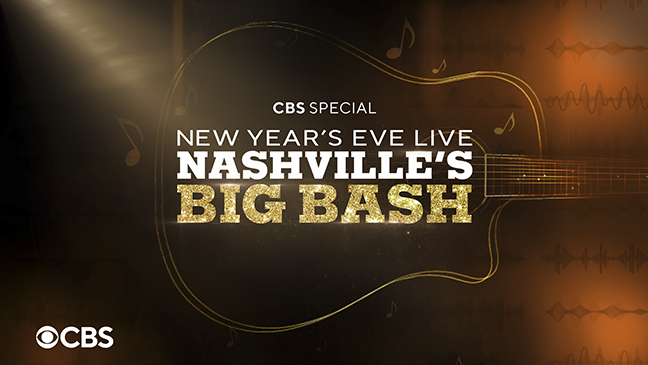 CBS SPECIAL
NEW YEAR'S EVE LIVE
NASHVILLE'S
BIG BASH
CBS